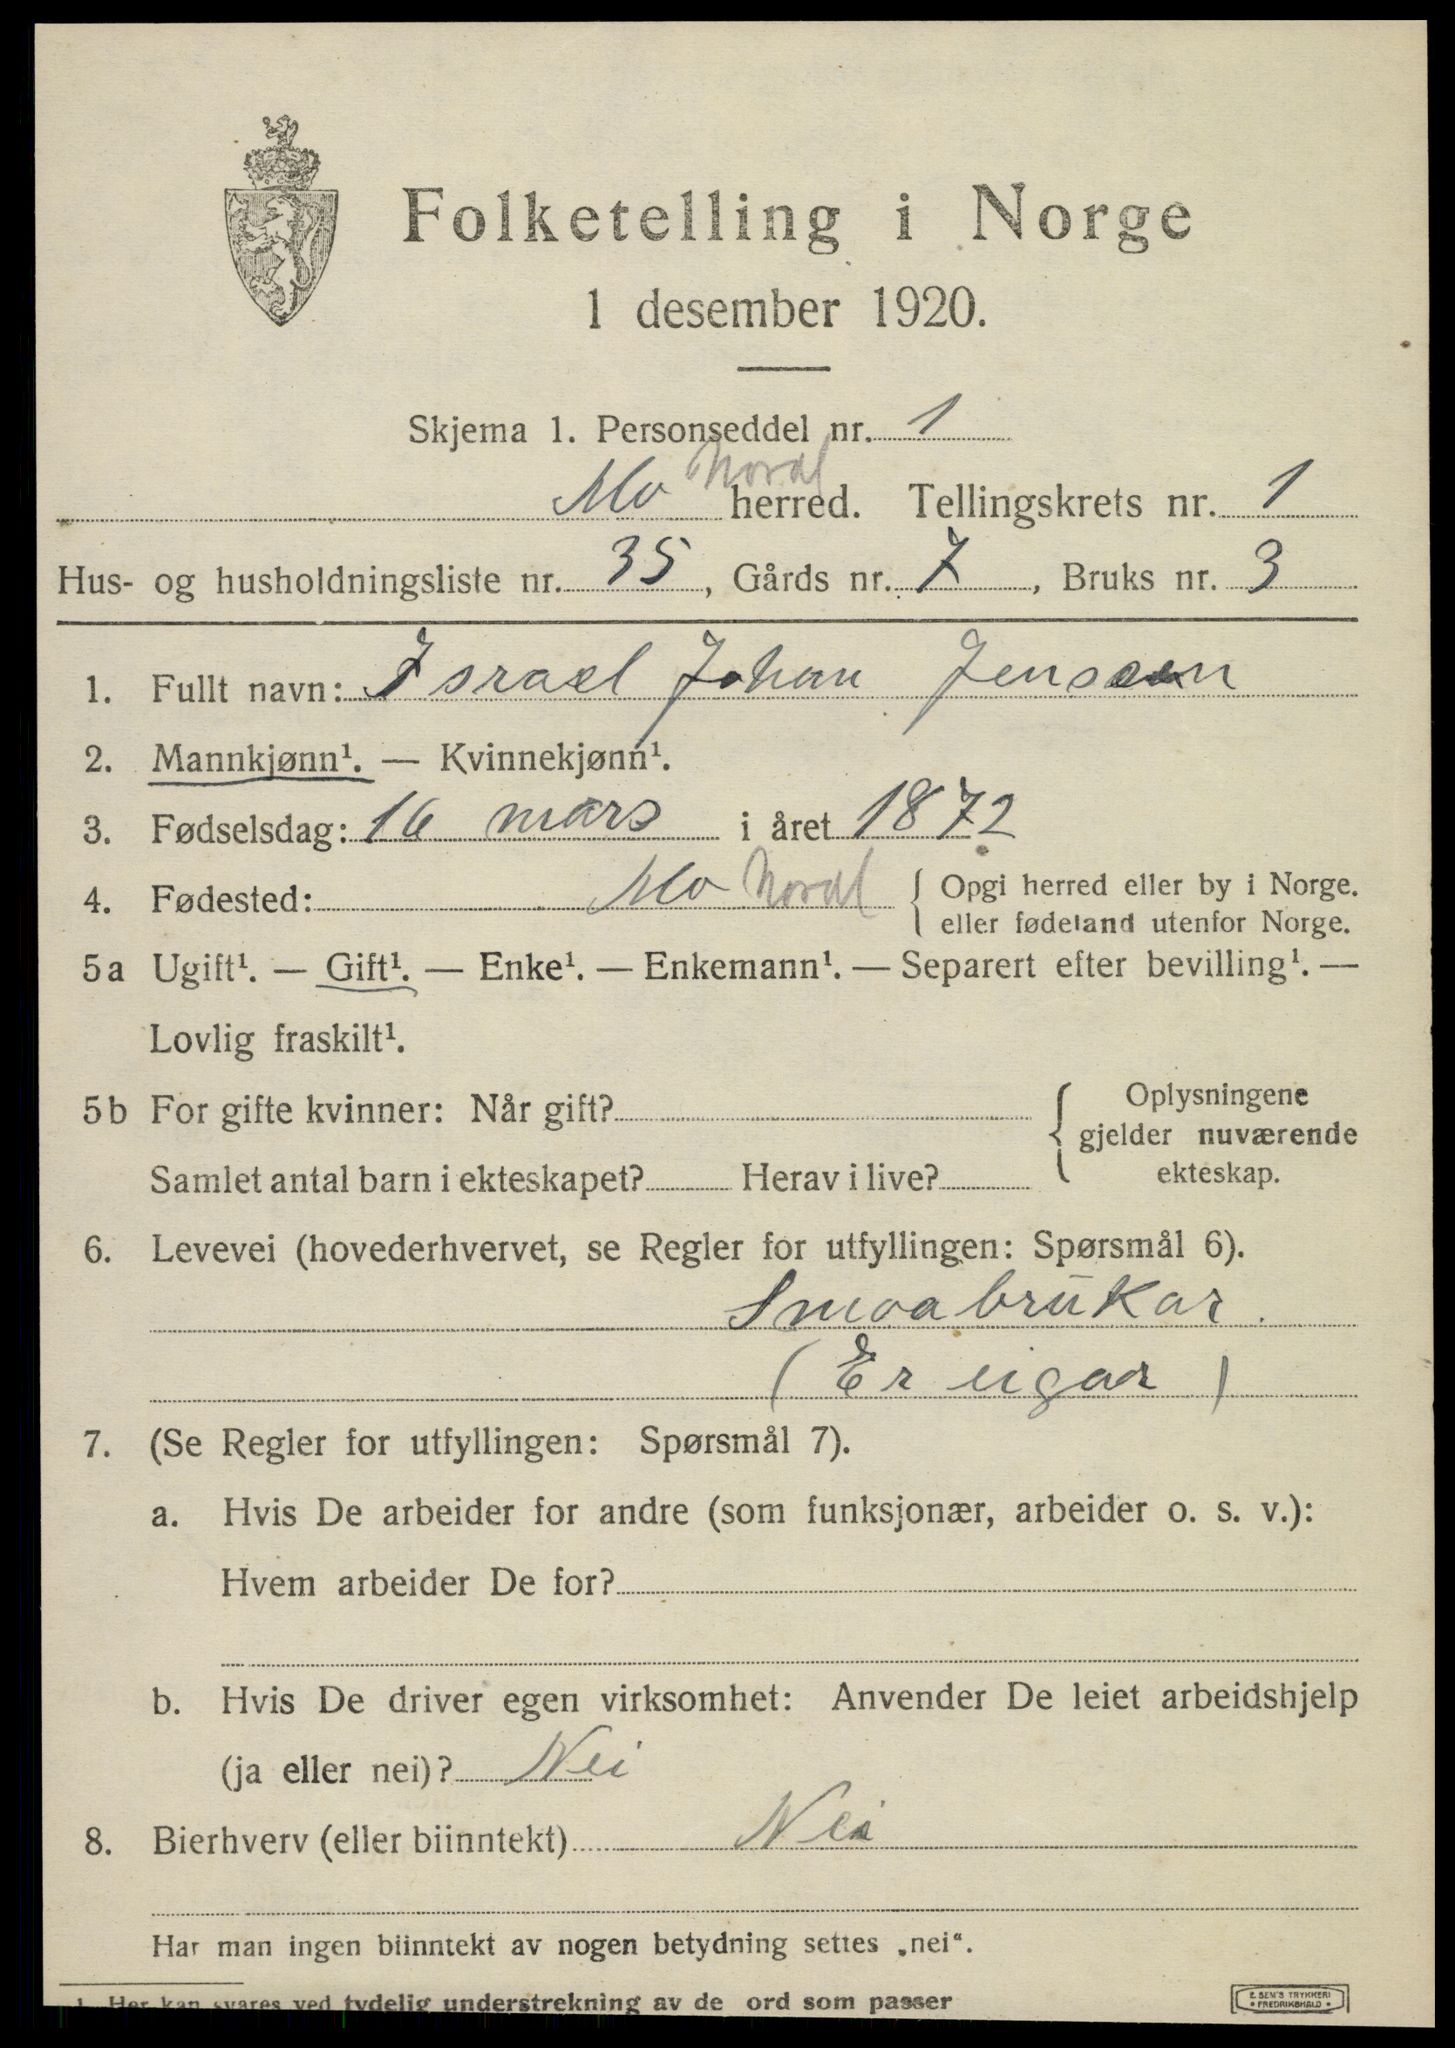 Folketelling i Norge
1 desember 1920.
Skjema 1. Personseddel nr. 1
Mo Nordl herred. Tellingskrets nr. 1
Hus- og husholdningsliste nr. 35, Gårds nr. 7, Bruks nr. 3
1. Fullt navn: Israel Johan Jensen
2. Mannkjønn¹. — Kvinnekjønn¹.
3. Fødselsdag: 16 mars i året 1872
4. Fødested: Mo Nordl { Opgi herred eller by i Norge.
eller fødeland utenfor Norge.
5a Ugift¹. — Gift¹. — Enke¹. — Enkemann¹. — Separert efter bevilling¹. —
Lovlig fraskilt¹.
5b For gifte kvinner: Når gift? { Oplysningene
gjelder nuværende
Samlet antal barn i ekteskapet? Herav i live? ekteskap.
6. Levevei (hovederhvervet, se Regler for utfyllingen: Spørsmål 6).
Smaabrukar.
(Er eigar)
7. (Se Regler for utfyllingen: Spørsmål 7).
a. Hvis De arbeider for andre (som funksjonær, arbeider o. s. v.):
Hvem arbeider De for?
b. Hvis De driver egen virksomhet: Anvender De leiet arbeidshjelp
(ja eller nei)? Nei
8. Bierhverv (eller biinntekt) Nei
Har man ingen biinntekt av nogen betydning settes „nei“.
1 Her kan svares ved tydelig understrekning av de ord som passer
E. SEM'S TRYKKERI
• FREDRIKSHALD •